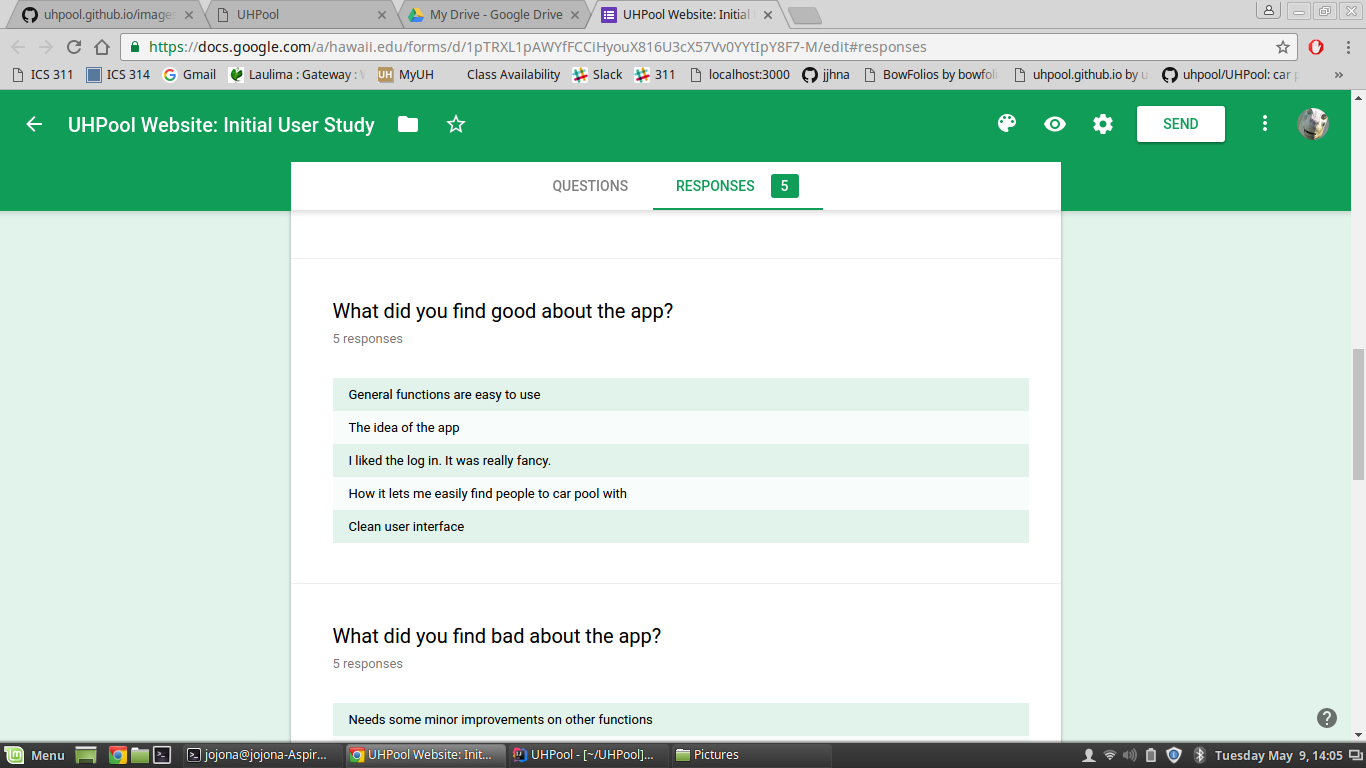 uhpool.github.io/images
UHPool
My Drive - Google Drive
UHPool Website: Initial
https://docs.google.com/a/hawaii.edu/forms/d/1pTRXL1pAWYfFCCiHyouX816U3cX57Vv0YYtIpY8F7-M/edit#responses
ICS 311
ICS 314
Gmail
Laulima : Gateway :
UH MyUH
Class Availability
Slack
311
localhost:3000
jjhna
BowFolios by bowfoli
uhpool.github.io by u
uhpool/UHPool: car p
»
UHPool Website: Initial User Study
SEND
QUESTIONS
RESPONSES 5
What did you find good about the app?
5 responses
General functions are easy to use
The idea of the app
I liked the log in. It was really fancy.
How it lets me easily find people to car pool with
Clean user interface
What did you find bad about the app?
5 responses
Needs some minor improvements on other functions
Menu
jojona@jojona-Aspir...
UHPool Website: Init...
UHPool - [~/UHPool]...
Pictures
Tuesday May 9, 14:05